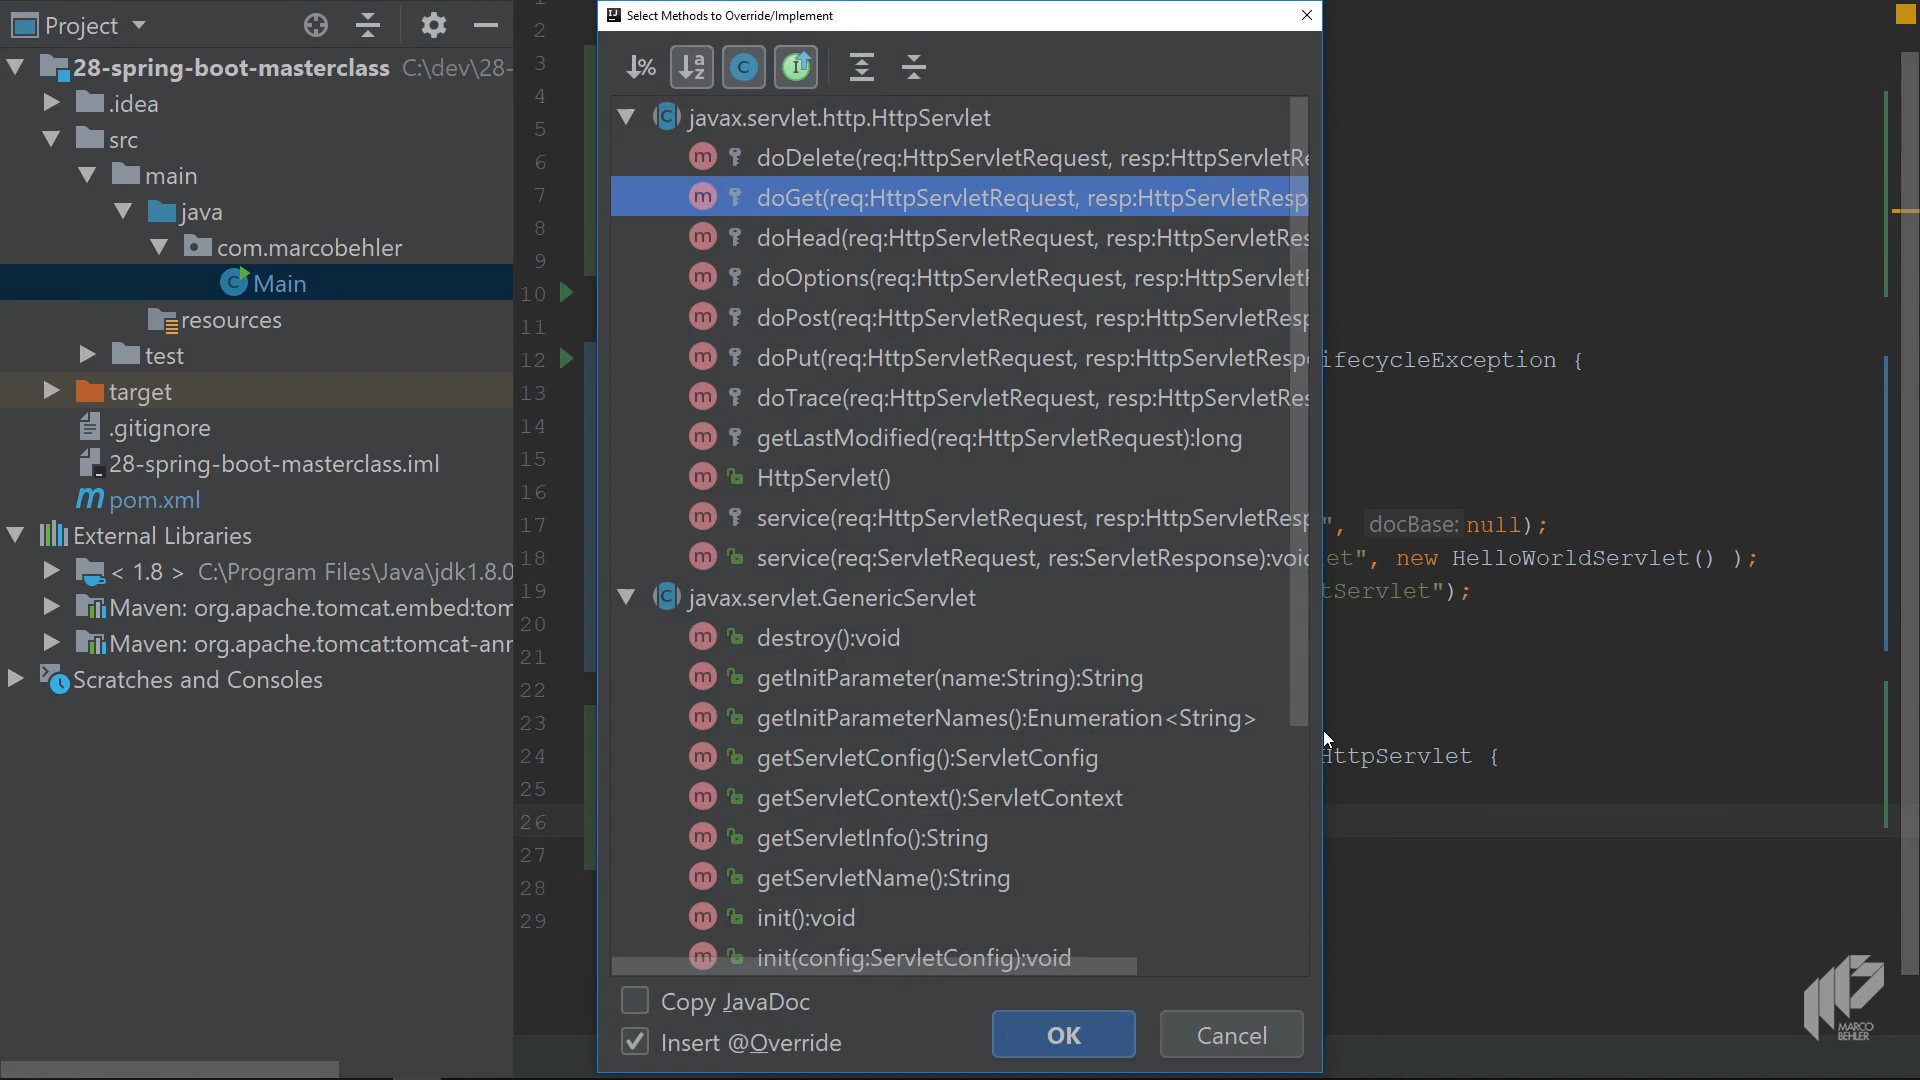 Project
28-spring-boot-masterclass C:\dev\28-
.idea
src
main
java
com.marcobehler
Main
resources
test
target
.gitignore
28-spring-boot-masterclass.iml
pom.xml
External Libraries
< 1.8 > C:\Program Files\Java\jdk1.8.0
Maven: org.apache.tomcat.embed:tom
Maven: org.apache.tomcat:tomcat-anr
Scratches and Consoles
2
3
4
5
6
7
8
9
10
11
12
13
14
15
16
17
18
19
20
21
22
23
24
25
26
27
28
29
Select Methods to Override/Implement
javax.servlet.http.HttpServlet
doDelete(req:HttpServletRequest, resp:HttpServletRe
doGet(req:HttpServletRequest, resp:HttpServletResp
doHead(req:HttpServletRequest, resp:HttpServletRes
doOptions(req:HttpServletRequest, resp:HttpServletF
doPost(req:HttpServletRequest, resp:HttpServletResp
doPut(req:HttpServletRequest, resp:HttpServletRespo
doTrace(req:HttpServletRequest, resp:HttpServletRes
getLastModified(req:HttpServletRequest):long
HttpServlet()
service(req:HttpServletRequest, resp:HttpServletResp
service(req:ServletRequest, res:ServletResponse):void
javax.servlet.GenericServlet
destroy():void
getInitParameter(name:String):String
getInitParameterNames():Enumeration<String>
getServletConfig():ServletConfig
getServletContext():ServletContext
getServletInfo():String
getServletName():String
init():void
init(config:ServletConfig):void
Copy JavaDoc
Insert @Override
OK
Cancel
ifecycleException {
", docBase: null);
et", new HelloWorldServlet() );
tServlet");
HttpServlet {
MARCO
BEHLER